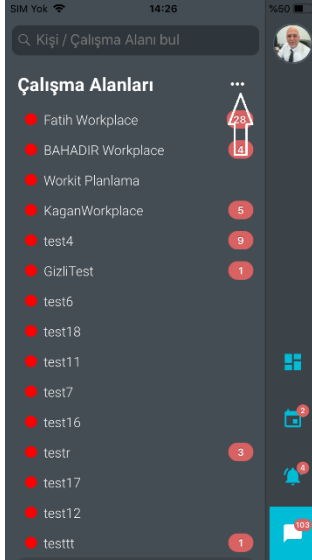 SIM Yok 14:26 %50
Kişi / Çalışma Alanı bul
Çalışma Alanları ...
Fatih Workplace 28
BAHADIR Workplace 4
Workit Planlama
KaganWorkplace 5
test4 9
GizliTest 1
test6
test18
test11
test7
test16
2
testr 3
4
test17
test12
103
testtt 1